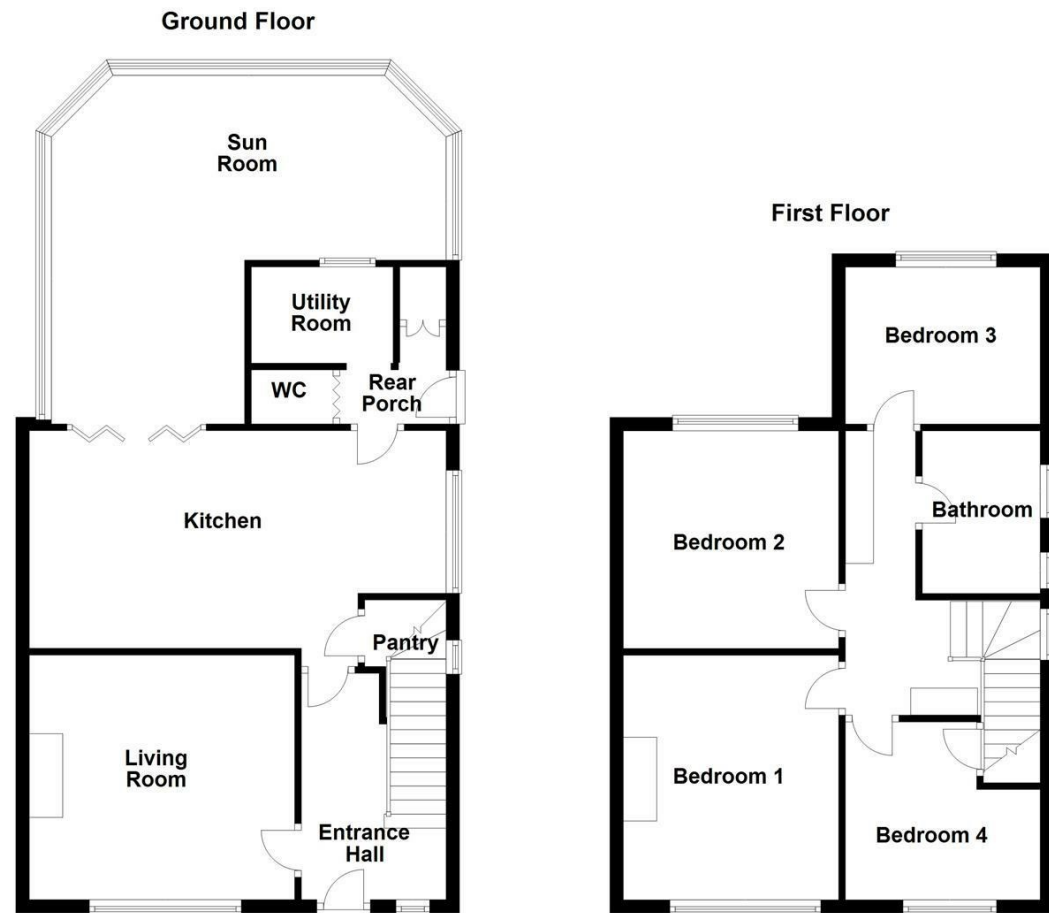 Ground Floor
Sun
Room
Utility
Room
WC
Rear
Porch
Kitchen
Pantry
Living
Room
Entrance
Hall
First Floor
Bedroom 3
Bathroom
Bedroom 2
Bedroom 1
Bedroom 4